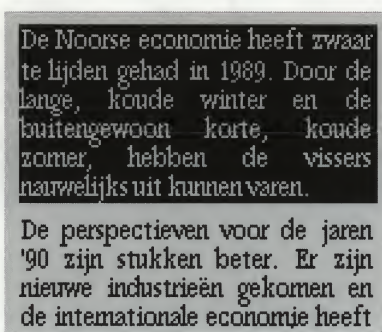 De Noorse economie heeft zwaar
te lijden gehad in 1989. Door de
lange, koude winter en de
buitengewoon korte, koude
zomer, hebben de vissers
nauwelijks uit kunnen varen.
De perspectieven voor de jaren
'90 zijn stukken beter. Er zijn
nieuwe industrieën gekomen en
de internationale economie heeft